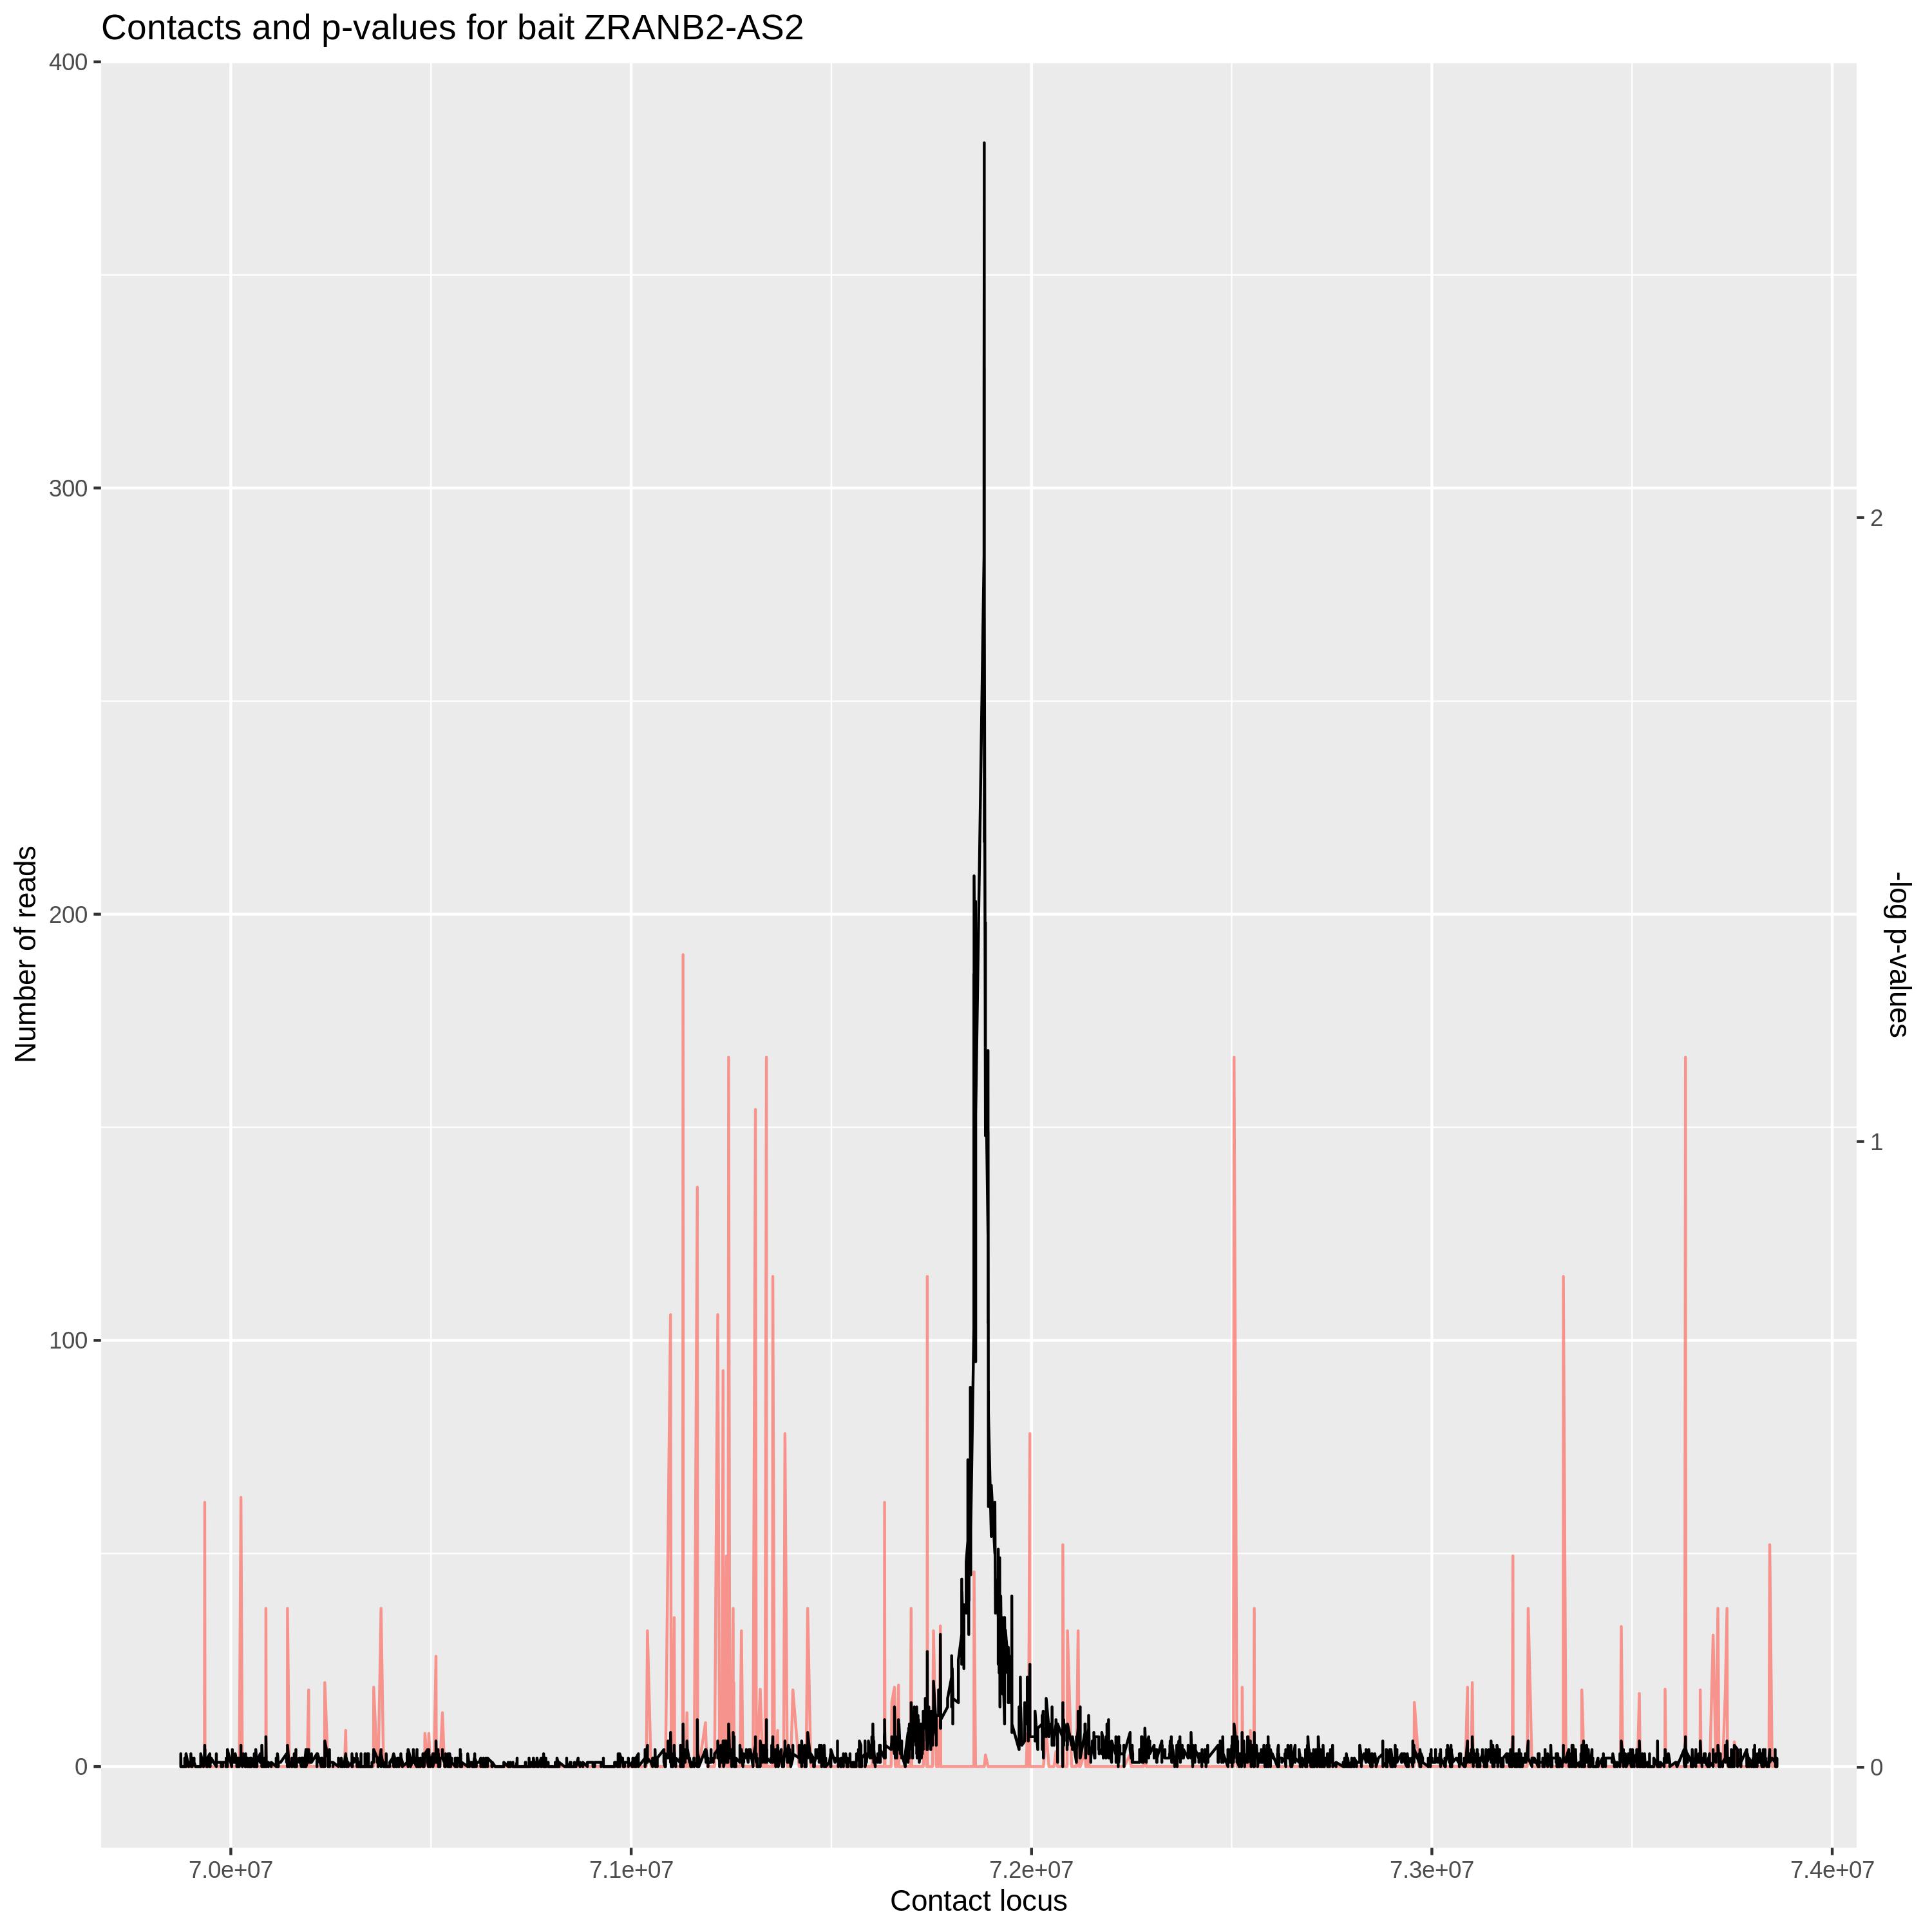 Contacts and p-values for bait ZRANB2-AS2
400
300
200
100
0
Number of reads
2
1
0
-log p-values
7.0e+07
7.1e+07
7.2e+07
7.3e+07
7.4e+07
Contact locus